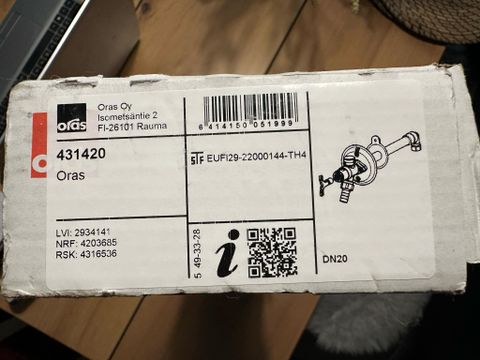 oras
Oras Oy
Isometsäntie 2
FI-26101 Rauma
6 414150 051999
431420
Oras
STF EUFI29-22000144-TH4
LVI: 2934141
NRF: 4203685
RSK: 4316536
5 49-33-28
i
DN20